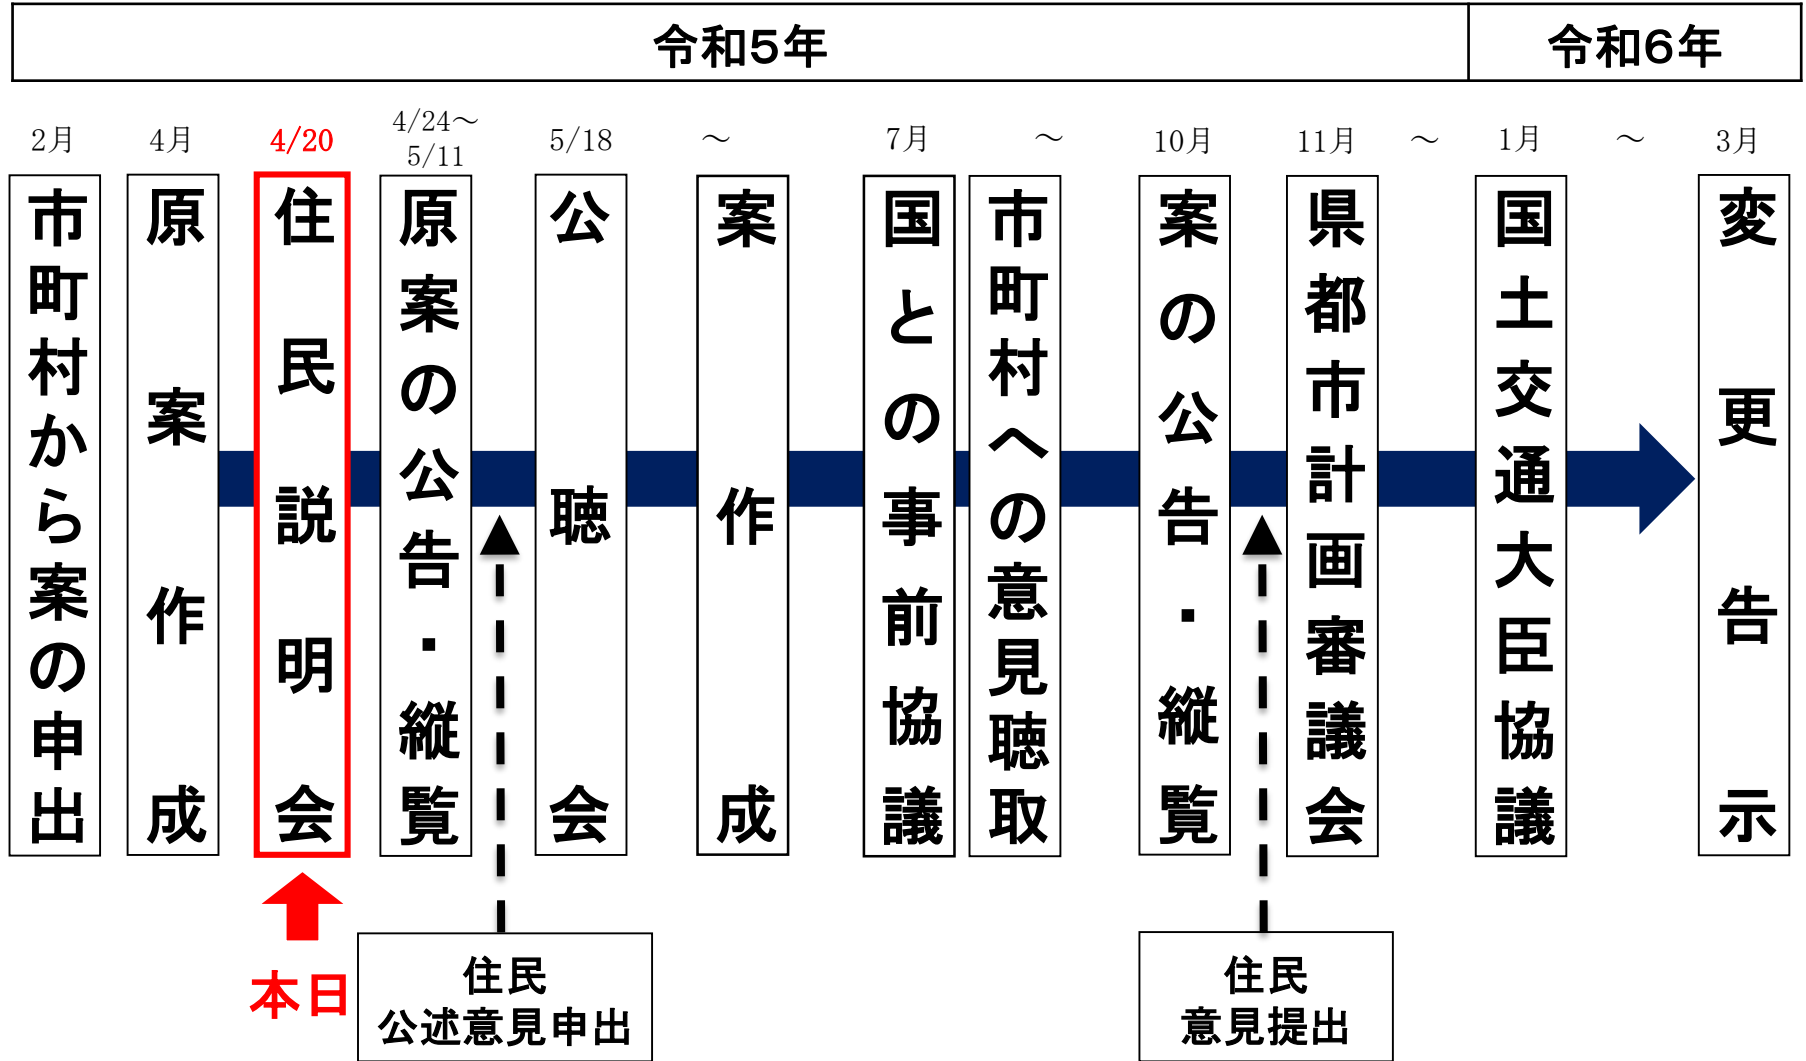 令和5年
令和6年
2月
4月
4/20
4/24～
5/11
5/18
～
7月
～
10月
11月
～
1月
～
3月
市町村から案の申出
原案作成
住民説明会
原案の公告・縦覧
公聴会
案作成
国との事前協議
市町村への意見聴取
案の公告・縦覧
県都市計画審議会
国土交通大臣協議
変更告示
本日
住民
公述意見申出
住民
意見提出